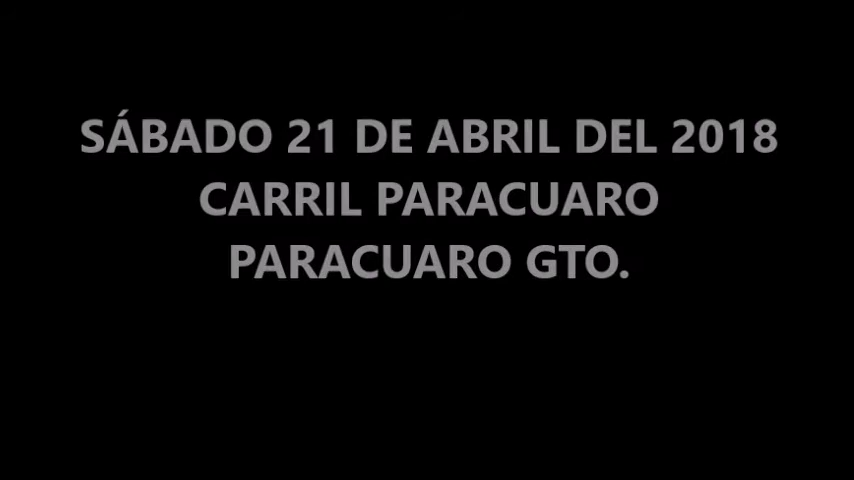 SÁBADO 21 DE ABRIL DEL 2018
CARRIL PARACUARO
PARACUARO GTO.